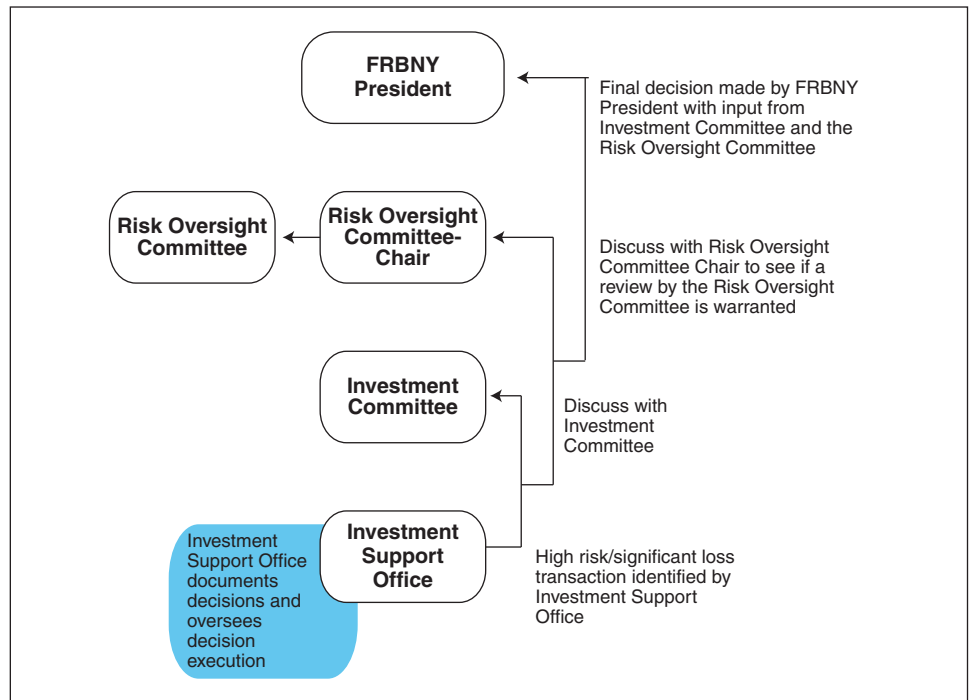 FRBNY
President
Final decision made by FRBNY
President with input from
Investment Committee and the
Risk Oversight Committee
Risk Oversight
Committee
Risk Oversight
Committee-
Chair
Discuss with Risk Oversight
Committee Chair to see if a
review by the Risk Oversight
Committee is warranted
Investment
Committee
Discuss with
Investment
Committee
Investment
Support Office
documents
decisions and
oversees
decision
execution
Investment
Support
Office
High risk/significant loss
transaction identified by
Investment Support
Office